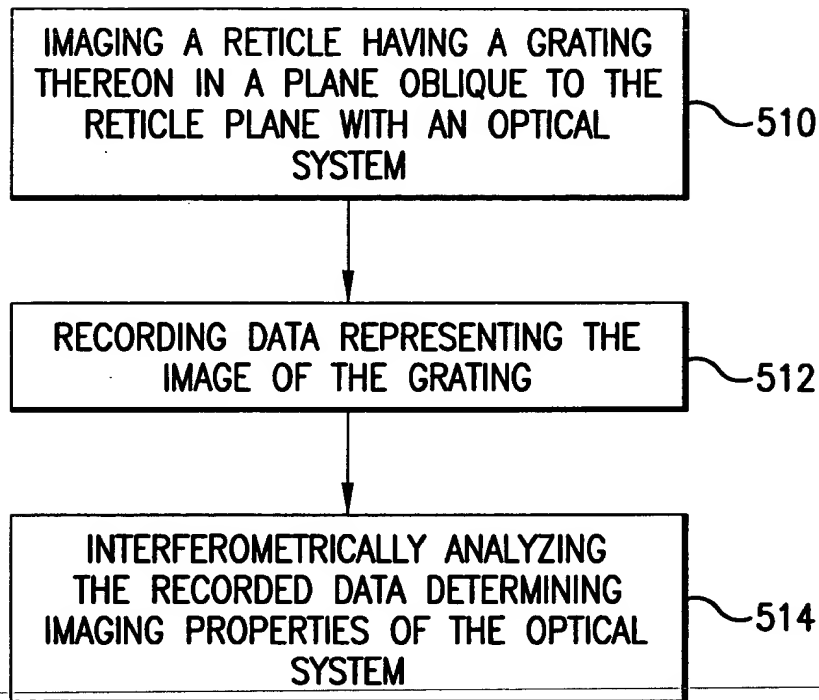 IMAGING A RETICLE HAVING A GRATING
THEREON IN A PLANE OBLIQUE TO THE
RETICLE PLANE WITH AN OPTICAL
SYSTEM
510
RECORDING DATA REPRESENTING THE
IMAGE OF THE GRATING
512
INTERFEROMETRICALLY ANALYZING
THE RECORDED DATA DETERMINING
IMAGING PROPERTIES OF THE OPTICAL
SYSTEM
514